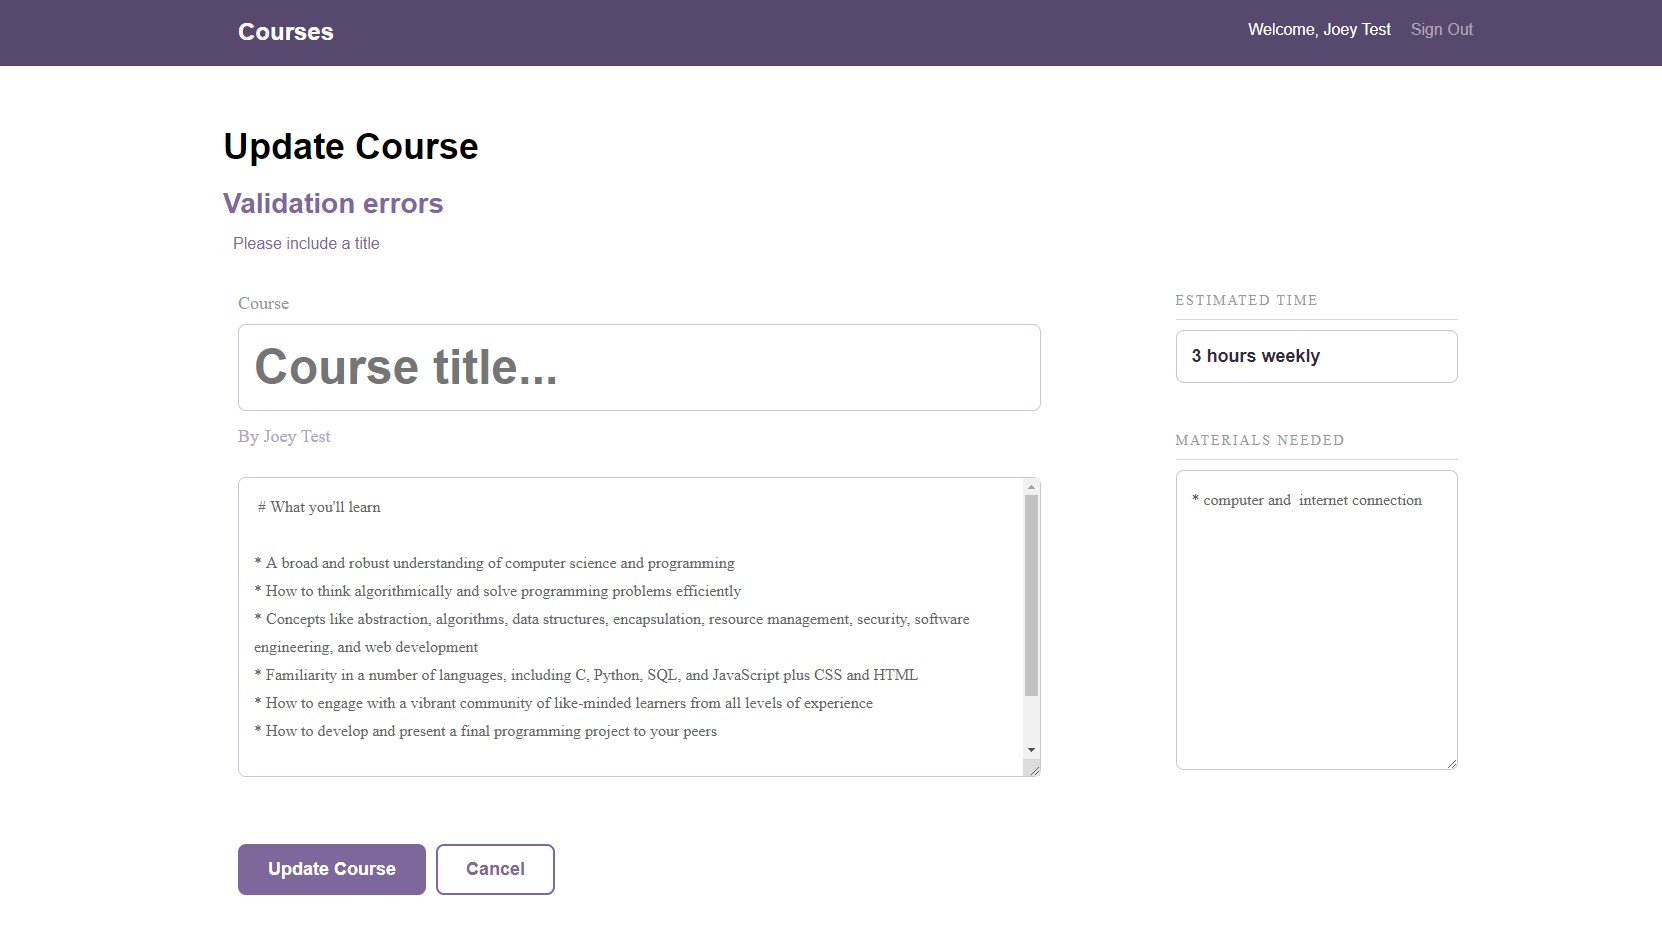 Courses
Welcome, Joey Test Sign Out
Update Course
Validation errors
Please include a title
Course
Course title...
By Joey Test
# What you'll learn
* A broad and robust understanding of computer science and programming
* How to think algorithmically and solve programming problems efficiently
* Concepts like abstraction, algorithms, data structures, encapsulation, resource management, security, software
engineering, and web development
* Familiarity in a number of languages, including C, Python, SQL, and JavaScript plus CSS and HTML
* How to engage with a vibrant community of like-minded learners from all levels of experience
* How to develop and present a final programming project to your peers
ESTIMATED TIME
3 hours weekly
MATERIALS NEEDED
* computer and  internet connection
Update Course
Cancel